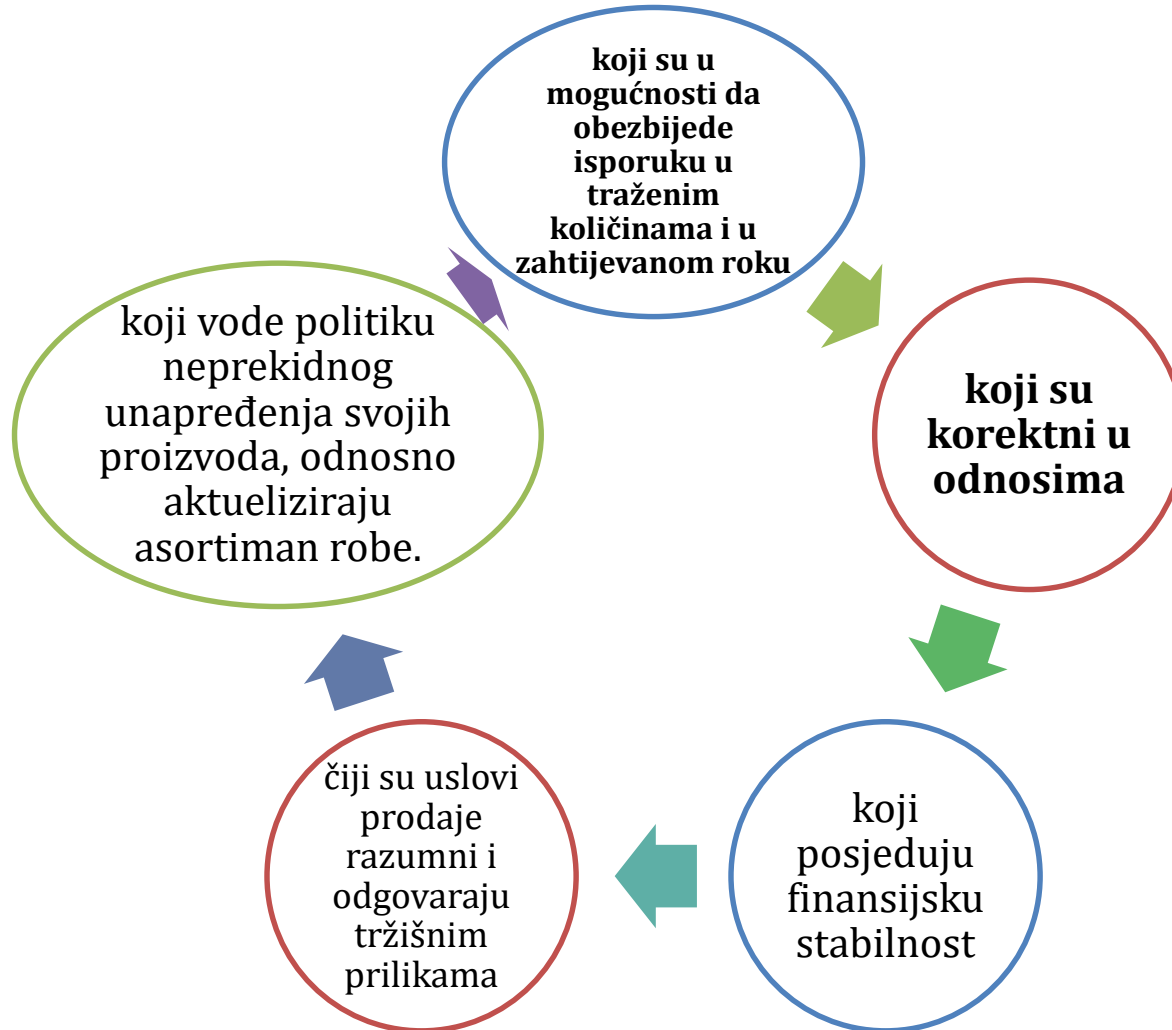 koji su u
mogućnosti da
obezbijede
isporuku u
traženim
količinama i u
zahtijevanom roku
koji su
korektni u
odnosima
koji
posjeduju
finansijsku
stabilnost
čiji su uslovi
prodaje
razumni i
odgovaraju
tržišnim
prilikama
koji vode politiku
neprekidnog
unapređenja svojih
proizvoda, odnosno
aktueliziraju
asortiman robe.